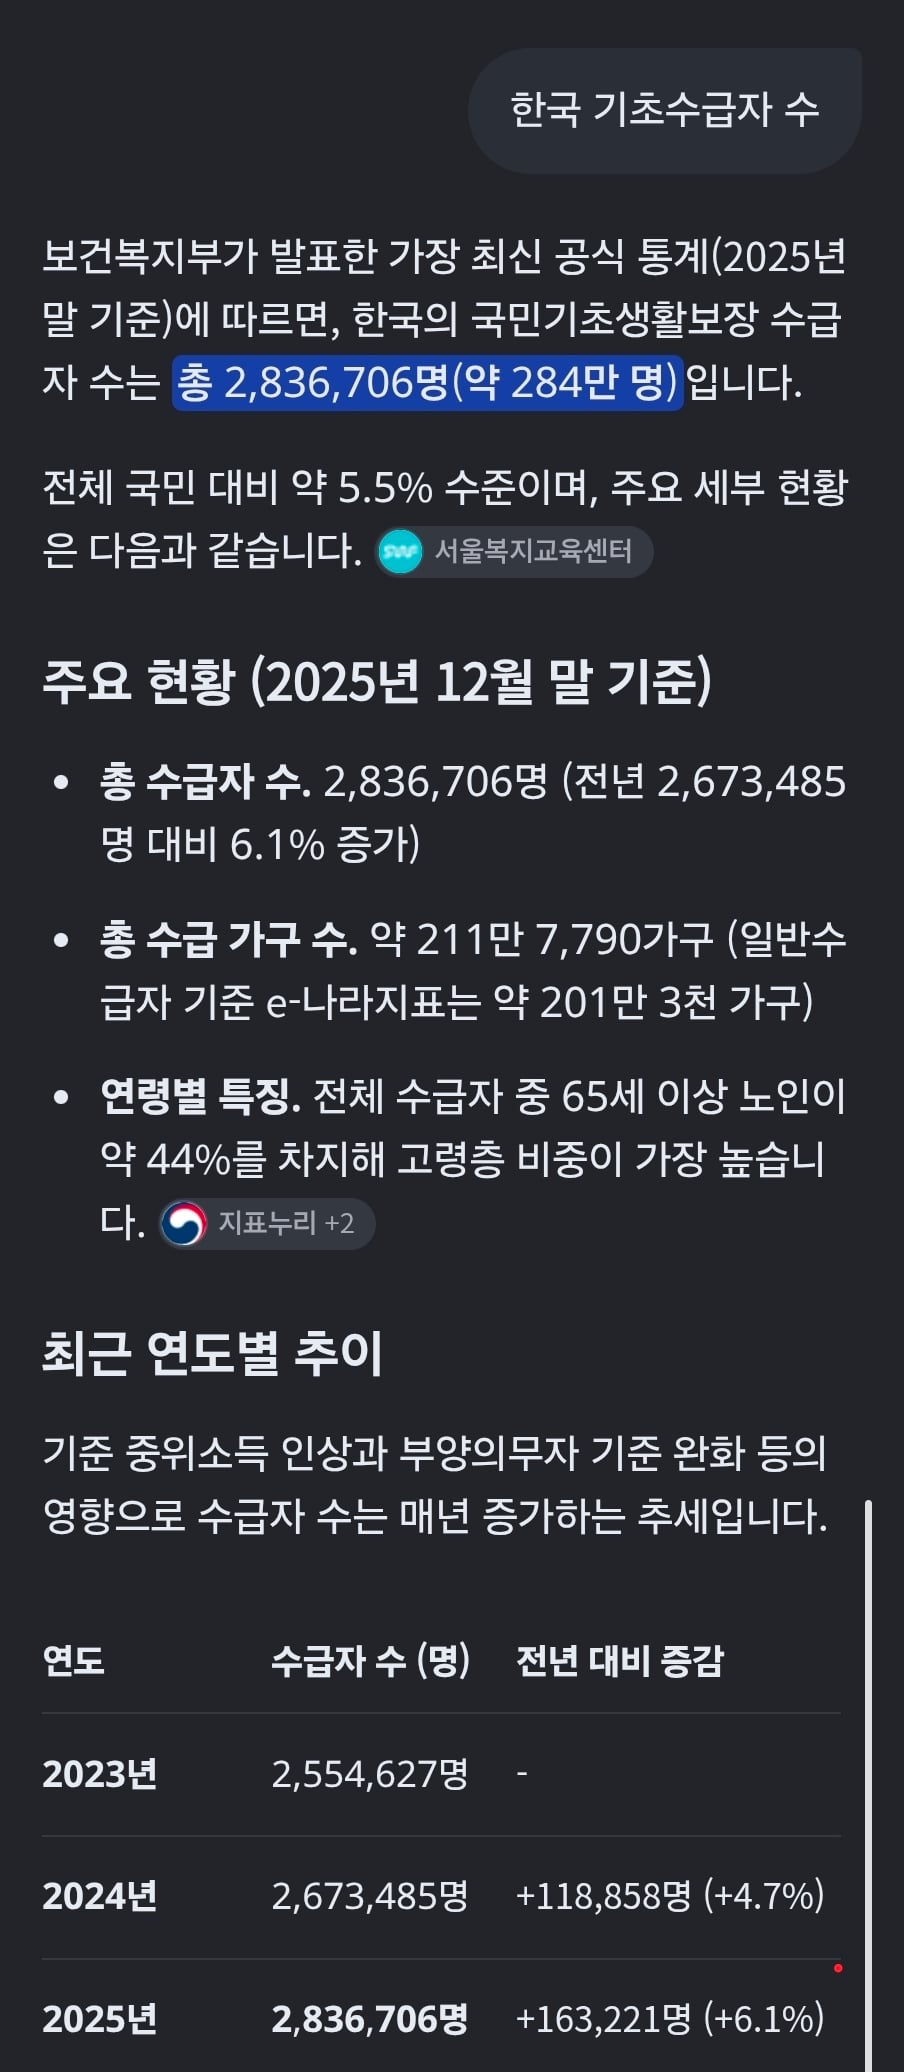 한국 기초수급자 수
보건복지부가 발표한 가장 최신 공식 통계(2025년
말 기준)에 따르면, 한국의 국민기초생활보장 수급
자 수는 총 2,836,706명(약 284만 명)입니다.
전체 국민 대비 약 5.5% 수준이며, 주요 세부 현황
은 다음과 같습니다. swf 서울복지교육센터
주요 현황 (2025년 12월 말 기준)
• 총 수급자 수. 2,836,706명 (전년 2,673,485
명 대비 6.1% 증가)
• 총 수급 가구 수. 약 211만 7,790가구 (일반수
급자 기준 e-나라지표는 약 201만 3천 가구)
• 연령별 특징. 전체 수급자 중 65세 이상 노인이
약 44%를 차지해 고령층 비중이 가장 높습니
다. 지표누리 +2
최근 연도별 추이
기준 중위소득 인상과 부양의무자 기준 완화 등의
영향으로 수급자 수는 매년 증가하는 추세입니다.
연도 수급자 수 (명) 전년 대비 증감
2023년 2,554,627명 -
2024년 2,673,485명 +118,858명 (+4.7%)
2025년 2,836,706명 +163,221명 (+6.1%)